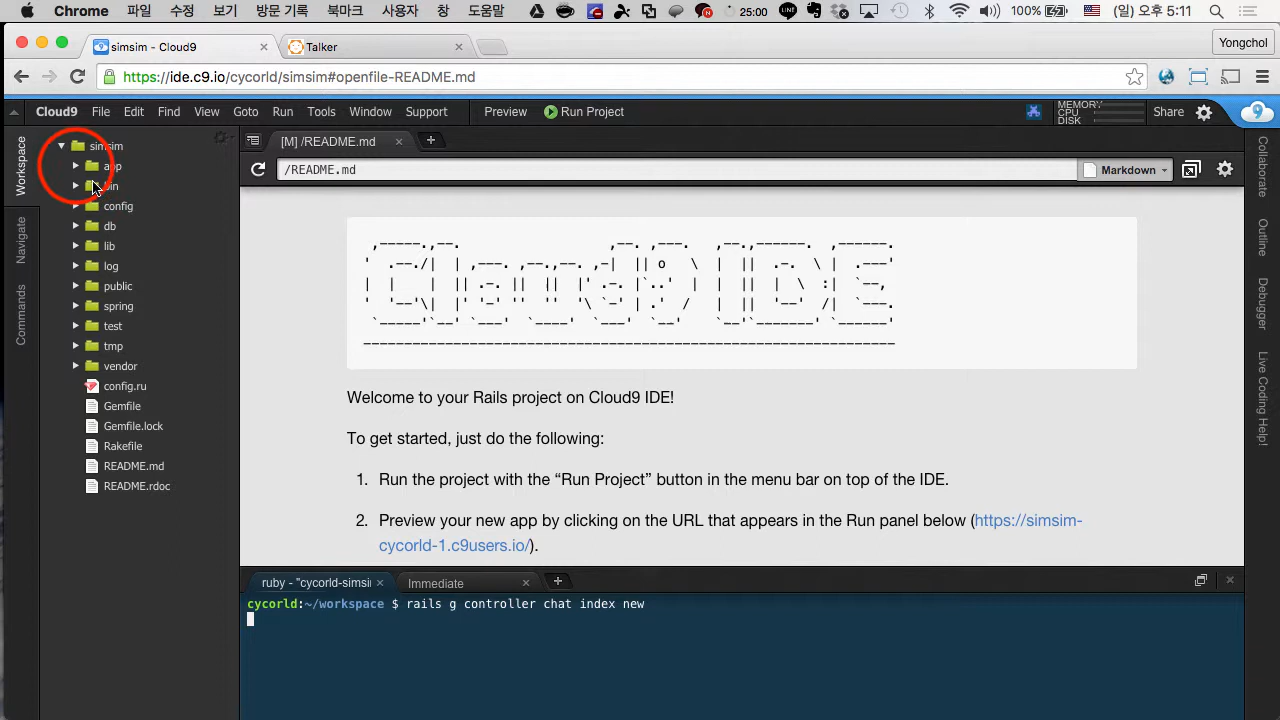 Chrome 파일 수정 보기 방문 기록 북마크 사용자 창 도움말 25:00 LINE 100% (일) 오후 5:11
simsim - Cloud9 Talker Yongchol
https://ide.c9.io/cycorld/simsim#openfile-README.md
Cloud9 File Edit Find View Goto Run Tools Window Support Preview Run Project MEMORY CPU DISK Share 9
Workspace
Navigate
Commands
simsim
app
bin
config
db
lib
log
public
spring
test
tmp
vendor
config.ru
Gemfile
Gemfile.lock
Rakefile
README.md
README.rdoc
[M] /README.md
/README.md Markdown
Cloud9 IDE
Welcome to your Rails project on Cloud9 IDE!
To get started, just do the following:
1. Run the project with the “Run Project” button in the menu bar on top of the IDE.
2. Preview your new app by clicking on the URL that appears in the Run panel below (https://simsim-
cycorld-1.c9users.io/).
ruby - "cycorld-simsi Immediate
cycorld:~/workspace $ rails g controller chat index new
Collaborate
Outline
Debugger
Live Coding Help!